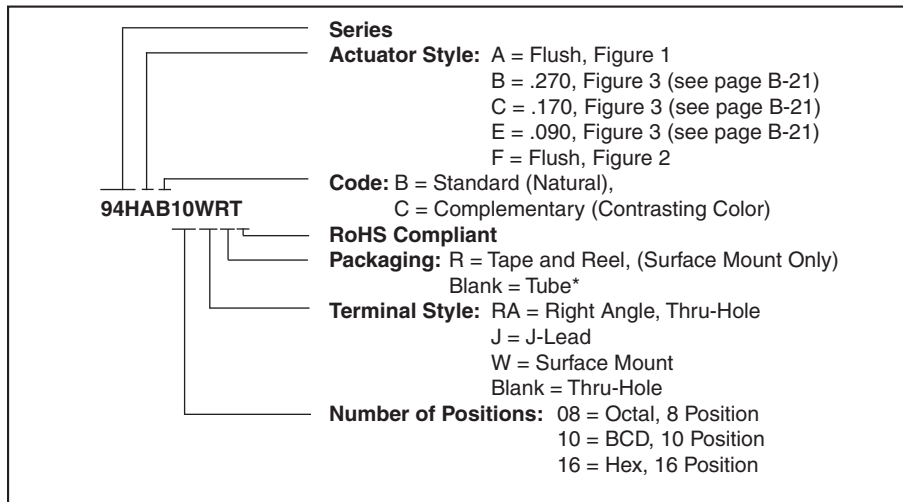 Series
Actuator Style: A = Flush, Figure 1
B = .270, Figure 3 (see page B-21)
C = .170, Figure 3 (see page B-21)
E = .090, Figure 3 (see page B-21)
F = Flush, Figure 2
Code: B = Standard (Natural),
C = Complementary (Contrasting Color)
94HAB10WRT
RoHS Compliant
Packaging: R = Tape and Reel, (Surface Mount Only)
Blank = Tube*
Terminal Style: RA = Right Angle, Thru-Hole
J = J-Lead
W = Surface Mount
Blank = Thru-Hole
Number of Positions: 08 = Octal, 8 Position
10 = BCD, 10 Position
16 = Hex, 16 Position